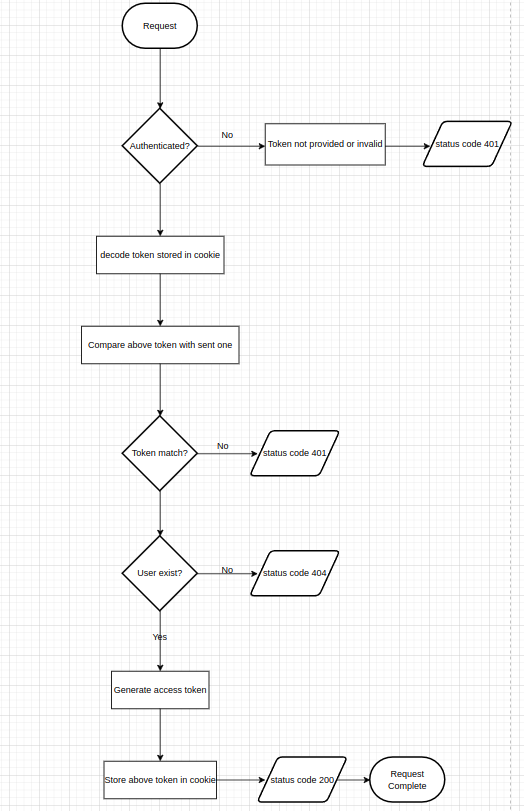 Request
Authenticated?
No
Token not provided or invalid
status code 401
decode token stored in cookie
Compare above token with sent one
Token match?
No
status code 401
User exist?
No
status code 404
Yes
Generate access token
Store above token in cookie
status code 200
Request
Complete